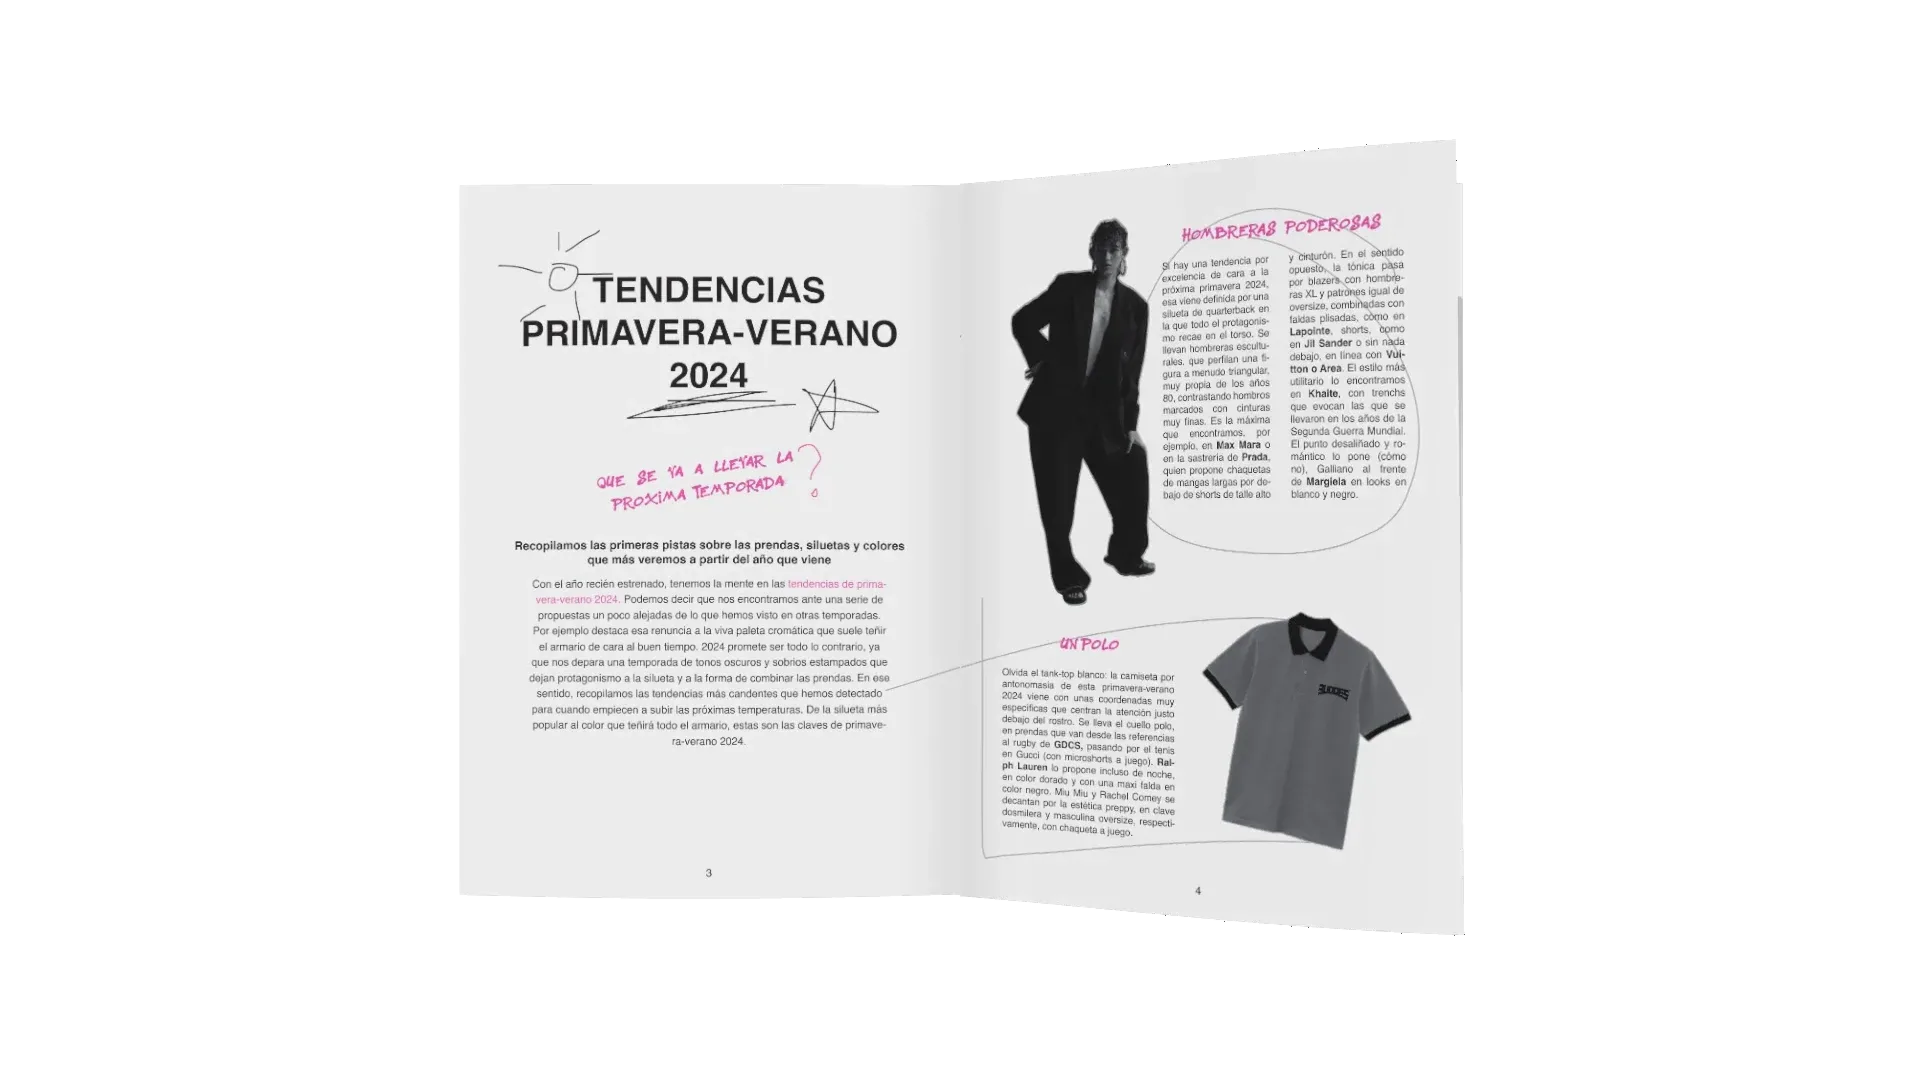 TENDENCIAS
PRIMAVERA-VERANO
2024
QUE SE VA A LLEVAR LA
PROXIMA TEMPORADA ?
Recopilamos las primeras pistas sobre las prendas, siluetas y colores
que más veremos a partir del año que viene
Con el año recién estrenado, tenemos la mente en las tendencias de prima-
vera-verano 2024. Podemos decir que nos encontramos ante una serie de
propuestas un poco alejadas de lo que hemos visto en otras temporadas.
Por ejemplo destaca esa renuncia a la viva paleta cromática que suele teñir
el armario de cara al buen tiempo. 2024 promete ser todo lo contrario, ya
que nos depara una temporada de tonos oscuros y sobrios estampados que
dejan protagonismo a la silueta y a la forma de combinar las prendas. En ese
sentido, recopilamos las tendencias más candentes que hemos detectado
para cuando empiecen a subir las próximas temperaturas. De la silueta más
popular al color que teñirá todo el armario, estas son las claves de primave-
ra-verano 2024.
3
HOMBRERAS PODEROSAS
Si hay una tendencia por
excelencia de cara a la
próxima primavera 2024,
esa viene definida por una
silueta de quarterback en
la que todo el protagonis-
mo recae en el torso. Se
llevan hombreras escultu-
rales, que perfilan una fi-
gura a menudo triangular,
muy propia de los años
80, contrastando hombros
marcados con cinturas
muy finas. Es la máxima
que encontramos, por
ejemplo, en Max Mara o
en la sastrería de Prada,
quien propone chaquetas
de mangas largas por de-
bajo de shorts de talle alto
y cinturón. En el sentido
opuesto, la tónica pasa
por blazers con hombre-
ras XL y patrones igual de
oversize, combinadas con
faldas plisadas, como en
Lapointe, shorts, como
en Jil Sander o sin nada
debajo, en línea con Vui-
tton o Area. El estilo más
utilitario lo encontramos
en Khaite, con trenchs
que evocan las que se
llevaron en los años de la
Segunda Guerra Mundial.
El punto desaliñado y ro-
mántico lo pone (cómo
no), Galliano al frente
de Margiela en looks en
blanco y negro.
UN POLO
Olvida el tank-top blanco: la camiseta por
antonomasia de esta primavera-verano
2024 viene con unas coordenadas muy
específicas que centran la atención justo
debajo del rostro. Se lleva el cuello polo,
en prendas que van desde las referencias
al rugby de GDCS, pasando por el tenis
en Gucci (con microshorts a juego). Ral-
ph Lauren lo propone incluso de noche,
en color dorado y con una maxi falda en
color negro. Miu Miu y Rachel Comey se
decantan por la estética preppy, en clave
dosmilera y masculina oversize, respecti-
vamente, con chaqueta a juego.
4